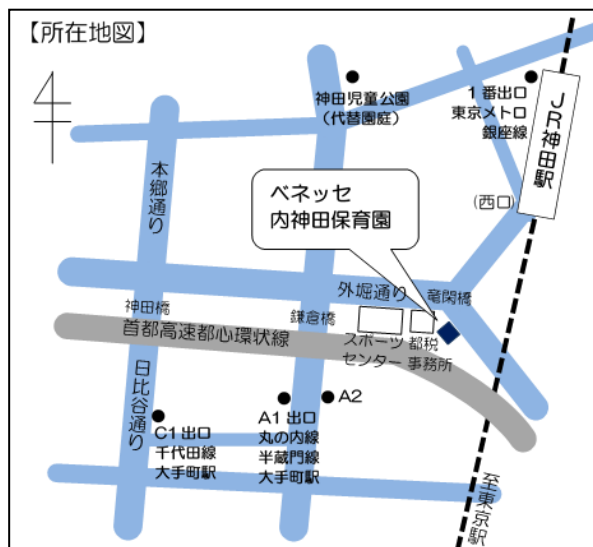 【所在地図】
神田児童公園
（代替園庭）
1番出口
東京メトロ
銀座線
JR神田駅
(西口)
本郷通り
ベネッセ
内神田保育園
外堀通り
竜閑橋
神田橋
鎌倉橋
首都高速都心環状線
スポーツ
センター
都税
事務所
日比谷通り
C1出口
千代田線
大手町駅
A1出口
丸の内線
半蔵門線
大手町駅
A2
至東京駅